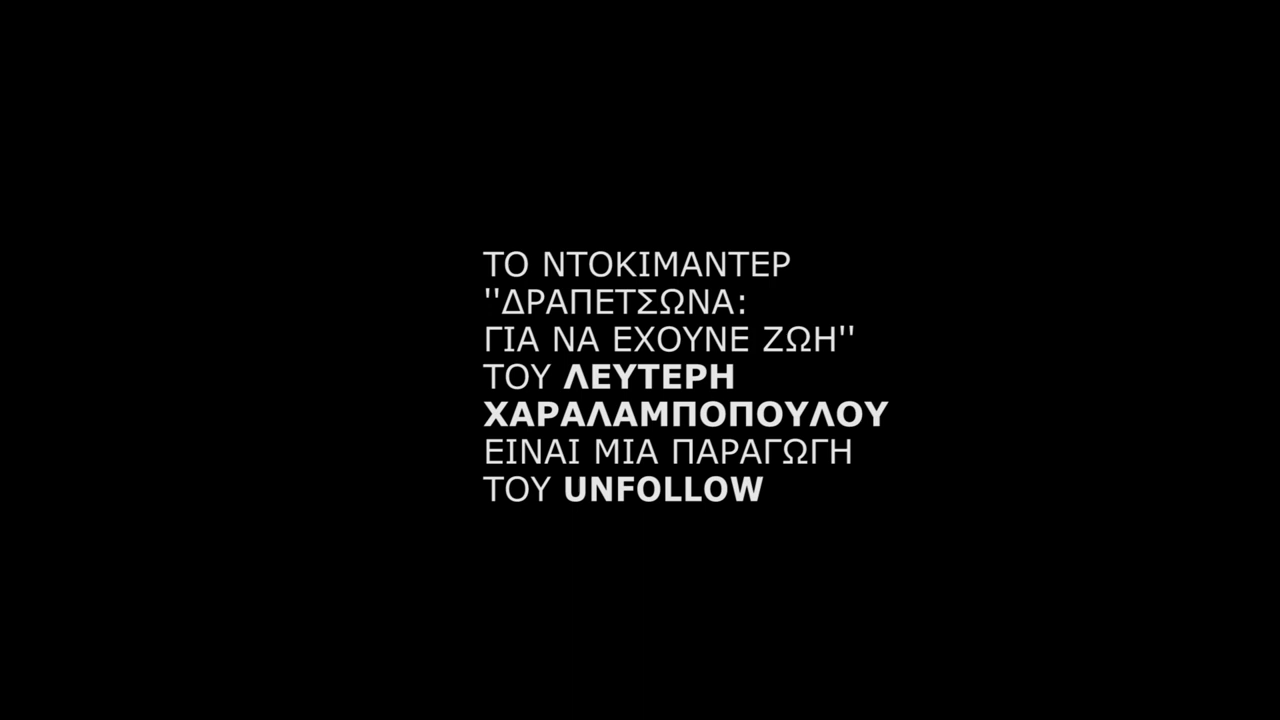 ΤΟ ΝΤΟΚΙΜΑΝΤΕΡ
''ΔΡΑΠΕΤΣΩΝΑ:
ΓΙΑ ΝΑ ΕΧΟΥΝΕ ΖΩΗ''
ΤΟΥ ΛΕΥΤΕΡΗ
ΧΑΡΑΛΑΜΠΟΠΟΥΛΟΥ
ΕΙΝΑΙ ΜΙΑ ΠΑΡΑΓΩΓΗ
ΤΟΥ UNFOLLOW